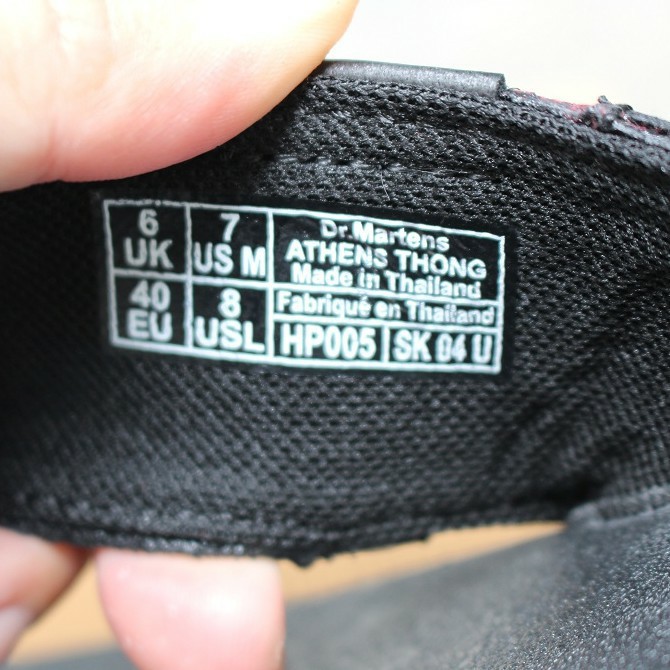 6
UK
7
US M
40
EU
8
USL
Dr.Martens
ATHENS THONG
Made in Thailand
Fabriqué en Thailand
HP005
SK 04 U